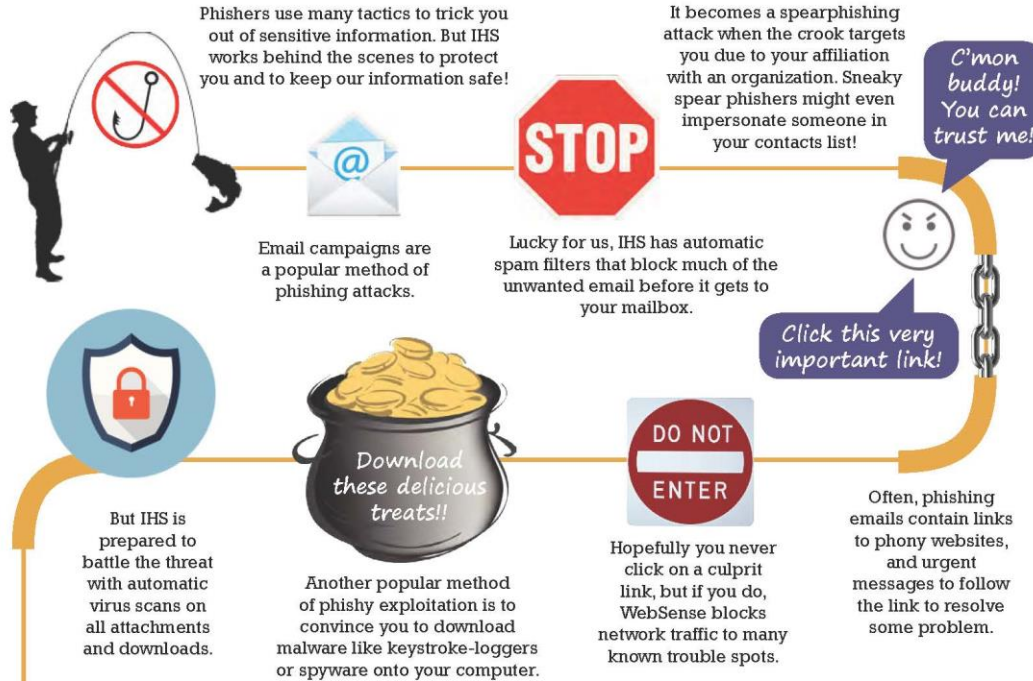 Phishers use many tactics to trick you
out of sensitive information. But IHS
works behind the scenes to protect
you and to keep our information safe!
@
Email campaigns are
a popular method of
phishing attacks.
STOP
Lucky for us, IHS has automatic
spam filters that block much of the
unwanted email before it gets to
your mailbox.
It becomes a spearphishing
attack when the crook targets
you due to your affiliation
with an organization. Sneaky
spear phishers might even
impersonate someone in
your contacts list!
C'mon
buddy!
You can
trust me!
Click this very
important link!
Often, phishing
emails contain links
to phony websites,
and urgent
messages to follow
the link to resolve
some problem.
DO NOT
ENTER
Hopefully you never
click on a culprit
link, but if you do,
WebSense blocks
network traffic to many
known trouble spots.
Download
these delicious
treats!!
Another popular method
of phishy exploitation is to
convince you to download
malware like keystroke-loggers
or spyware onto your computer.
But IHS is
prepared to
battle the threat
with automatic
virus scans on
all attachments
and downloads.